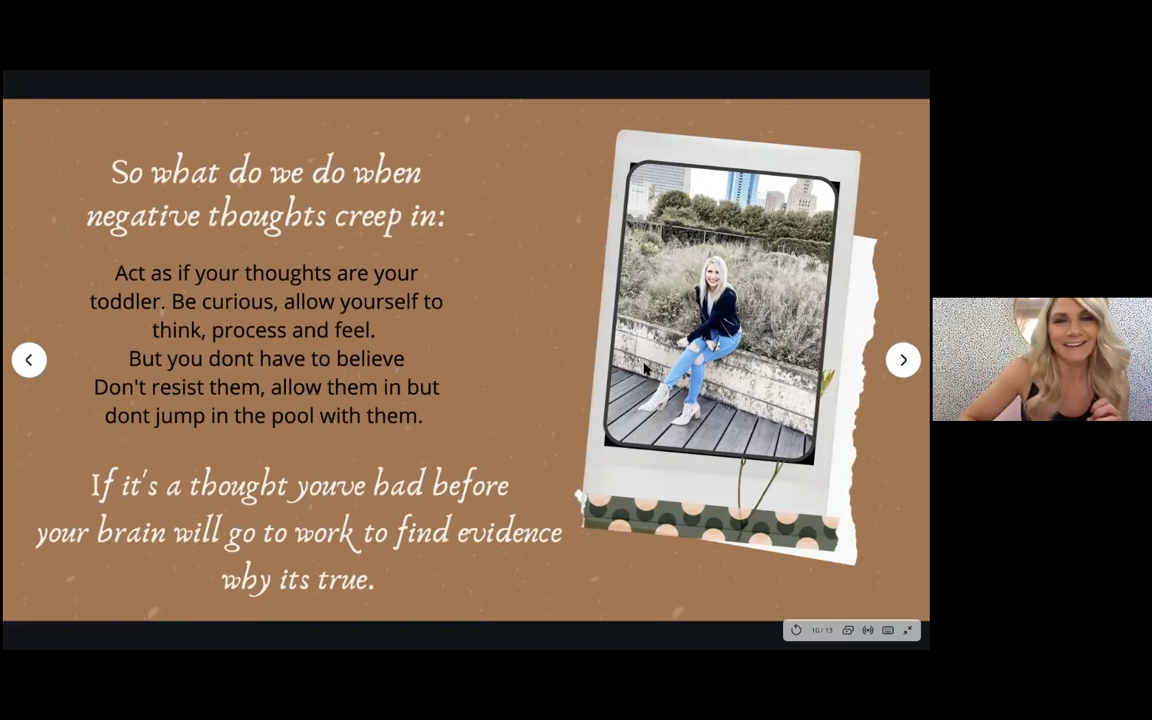 So what do we do when
negative thoughts creep in:
Act as if your thoughts are your
toddler. Be curious, allow yourself to
think, process and feel.
But you dont have to believe
Don't resist them, allow them in but
dont jump in the pool with them.
If it's a thought youve had before
your brain will go to work to find evidence
why its true.
10/13